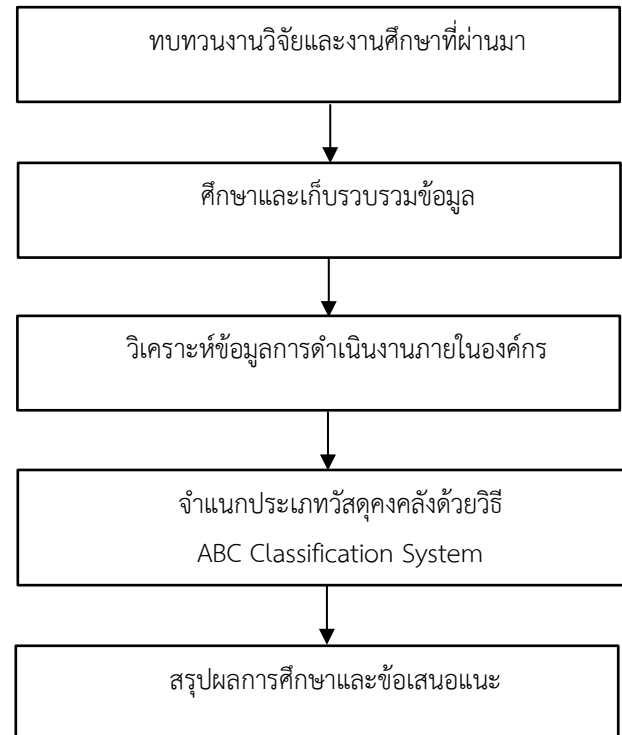 ทบทวนงานวิจัยและงานศึกษาที่ผ่านมา
ศึกษาและเก็บรวบรวมข้อมูล
วิเคราะห์ข้อมูลการดำเนินงานภายในองค์กร
จำแนกประเภทวัสดุคงคลังด้วยวิธี
ABC Classification System
สรุปผลการศึกษาและข้อเสนอแนะ